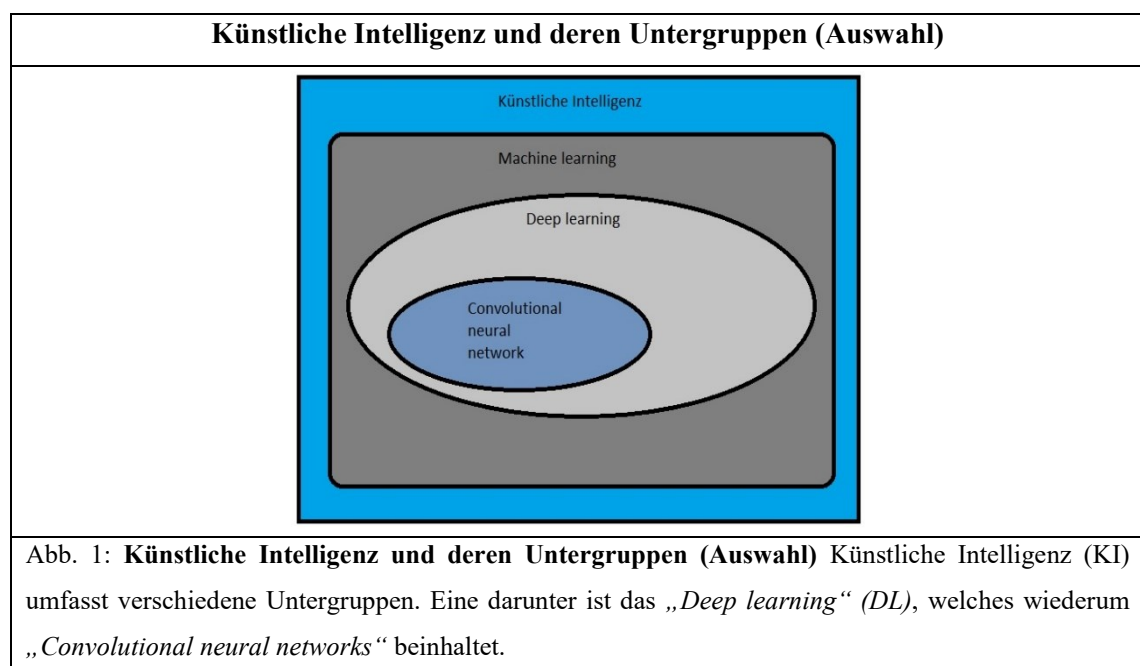 Künstliche Intelligenz und deren Untergruppen (Auswahl)
Künstliche Intelligenz
Machine learning
Deep learning
Convolutional
neural
network
Abb. 1: Künstliche Intelligenz und deren Untergruppen (Auswahl) Künstliche Intelligenz (KI)
umfasst verschiedene Untergruppen. Eine darunter ist das „Deep learning“ (DL), welches wiederum
„Convolutional neural networks“ beinhaltet.